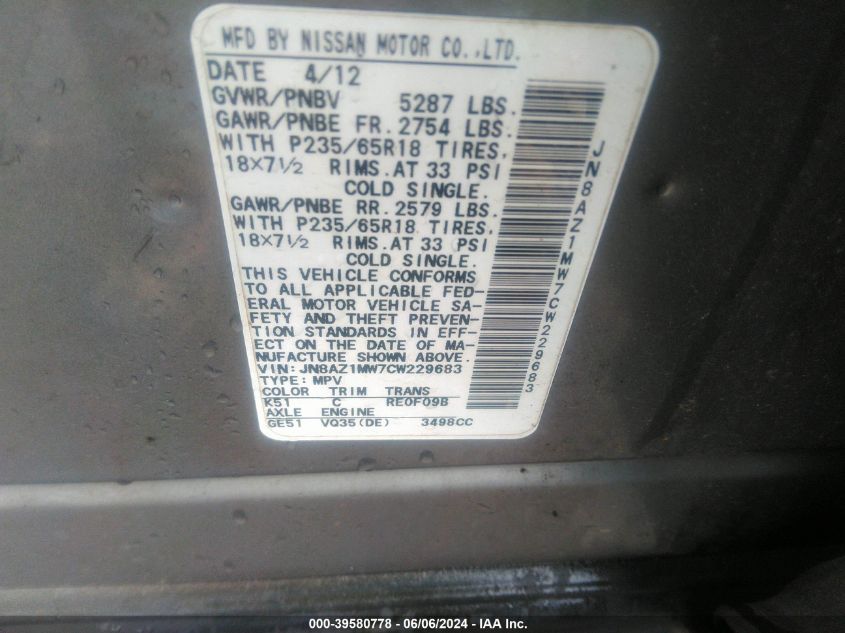 MFD BY NISSAN MOTOR CO.,LTD.
DATE 4/12
GVWR/PNBV 5287 LBS.
GAWR/PNBE FR. 2754 LBS.
WITH P235/65R18 TIRES,
18×7½ RIMS.AT 33 PSI
COLD SINGLE.
GAWR/PNBE RR. 2579 LBS.
WITH P235/65R18 TIRES,
18×7½ RIMS.AT 33 PSI
COLD SINGLE.
THIS VEHICLE CONFORMS
TO ALL APPLICABLE FED-
ERAL MOTOR VEHICLE SA-
FETY AND THEFT PREVEN-
TION STANDARDS IN EFF-
ECT ON THE DATE OF MA-
NUFACTURE SHOWN ABOVE.
VIN: JN8AZ1MW7CW229683
TYPE: MPV
COLOR TRIM TRANS
K51 C RE0F09B
AXLE ENGINE
GE51 VQ35(DE) 3498CC
JN8AZ1MW7CW229683
000-39580778 - 06/06/2024 - IAA Inc.